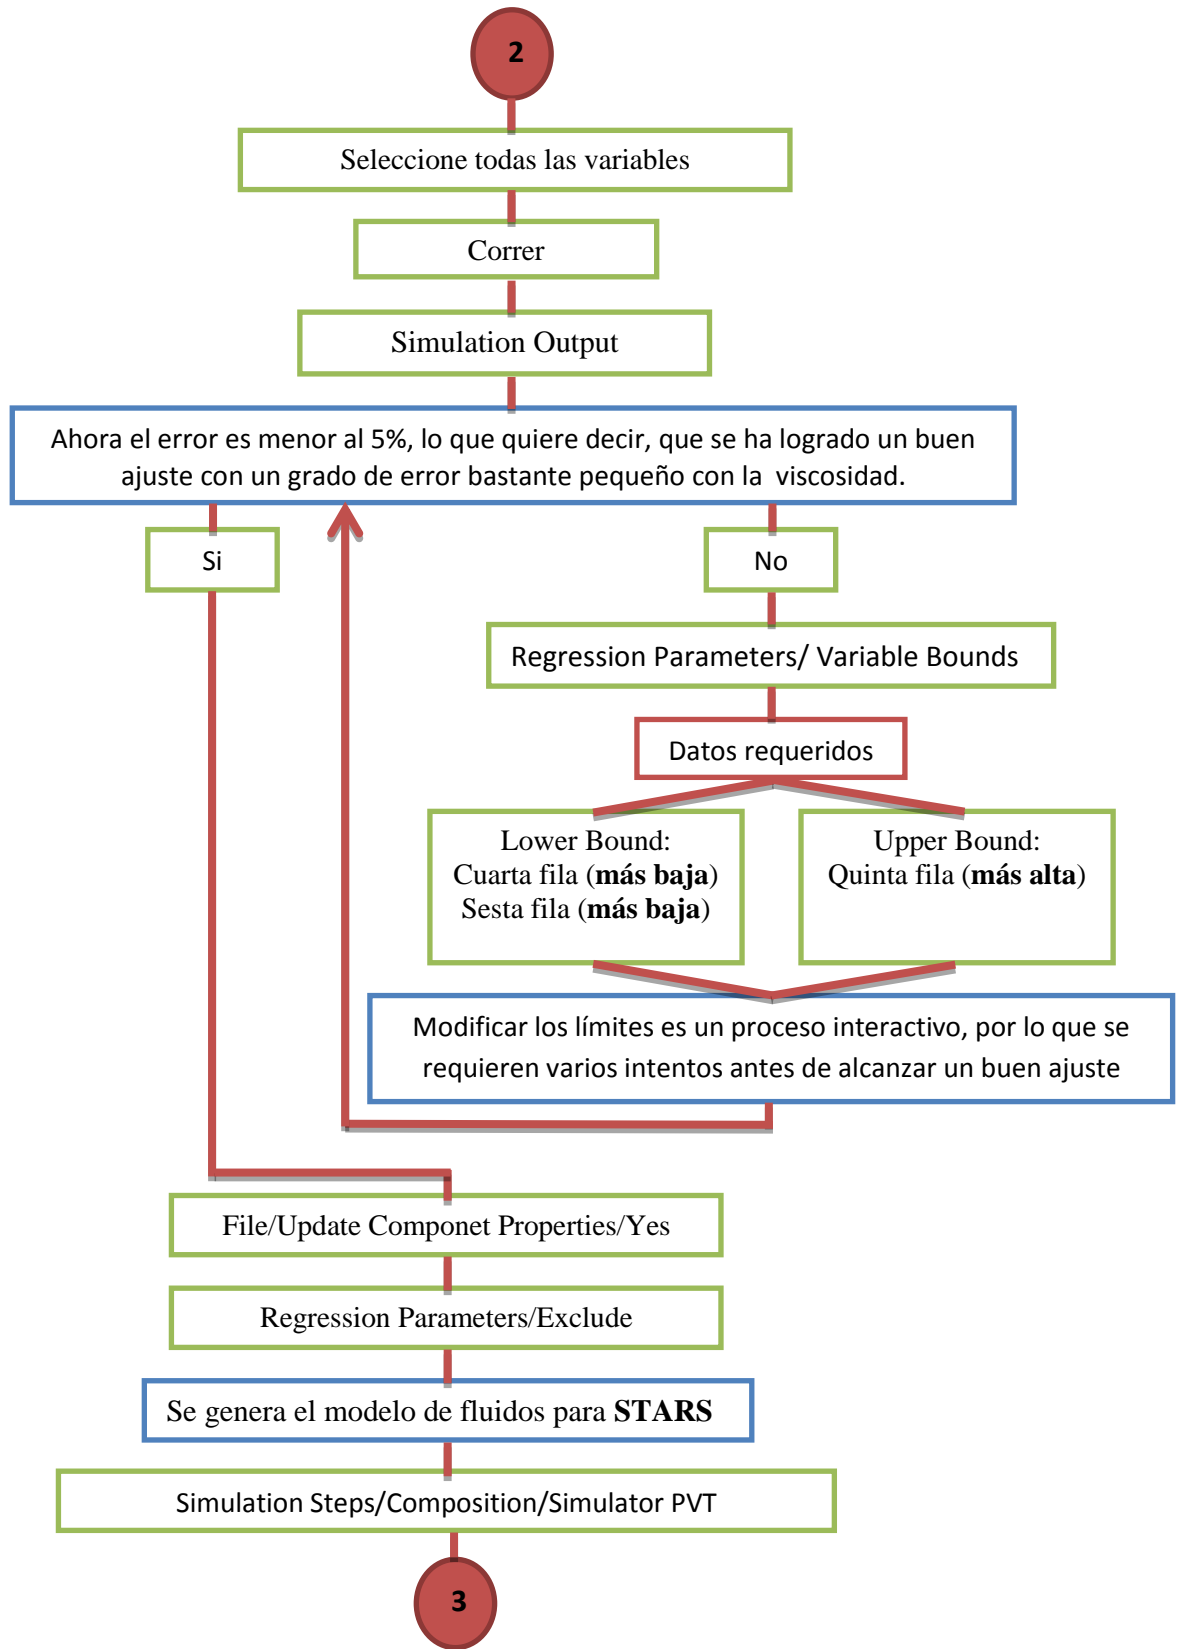 2
Seleccione todas las variables
Correr
Simulation Output
Ahora el error es menor al 5%, lo que quiere decir, que se ha logrado un buen
ajuste con un grado de error bastante pequeño con la viscosidad.
Si
No
Regression Parameters/ Variable Bounds
Datos requeridos
Lower Bound:
Cuarta fila (más baja)
Sesta fila (más baja)
Upper Bound:
Quinta fila (más alta)
Modificar los límites es un proceso interactivo, por lo que se
requieren varios intentos antes de alcanzar un buen ajuste
File/Update Componet Properties/Yes
Regression Parameters/Exclude
Se genera el modelo de fluidos para STARS
Simulation Steps/Composition/Simulator PVT
3